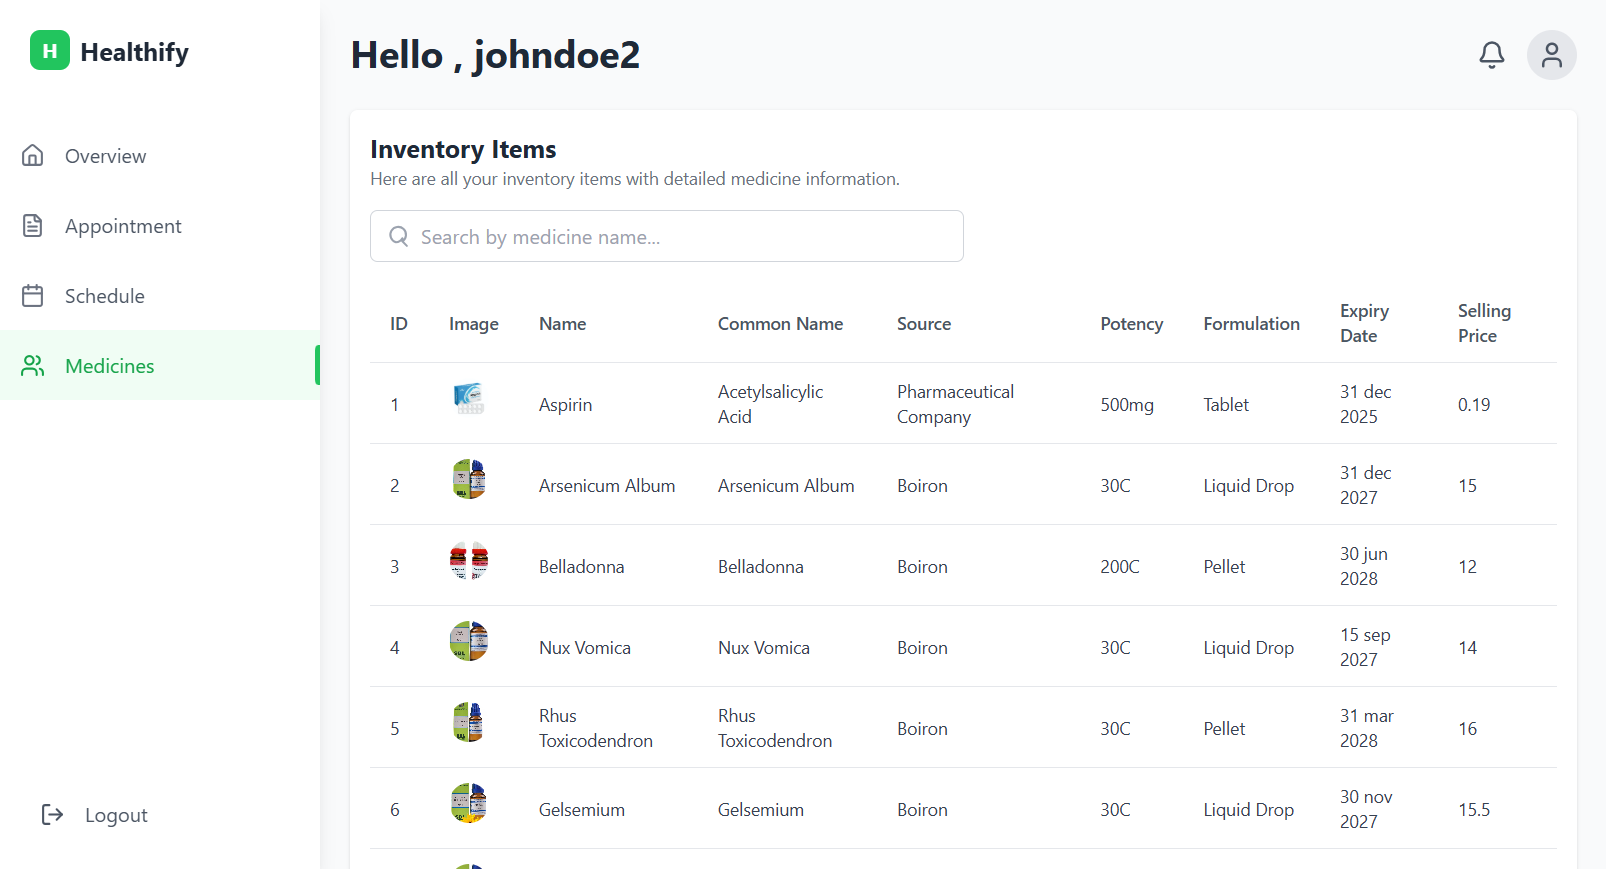 H Healthify
Overview
Appointment
Schedule
Medicines
Logout
Hello , johndoe2
Inventory Items
Here are all your inventory items with detailed medicine information.
Search by medicine name...
ID Image Name Common Name Source Potency Formulation Expiry Date Selling Price
1 Aspirin Acetylsalicylic Acid Pharmaceutical Company 500mg Tablet 31 dec 2025 0.19
2 Arsenicum Album Arsenicum Album Boiron 30C Liquid Drop 31 dec 2027 15
3 Belladonna Belladonna Boiron 200C Pellet 30 jun 2028 12
4 Nux Vomica Nux Vomica Boiron 30C Liquid Drop 15 sep 2027 14
5 Rhus Toxicodendron Rhus Toxicodendron Boiron 30C Pellet 31 mar 2028 16
6 Gelsemium Gelsemium Boiron 30C Liquid Drop 30 nov 2027 15.5